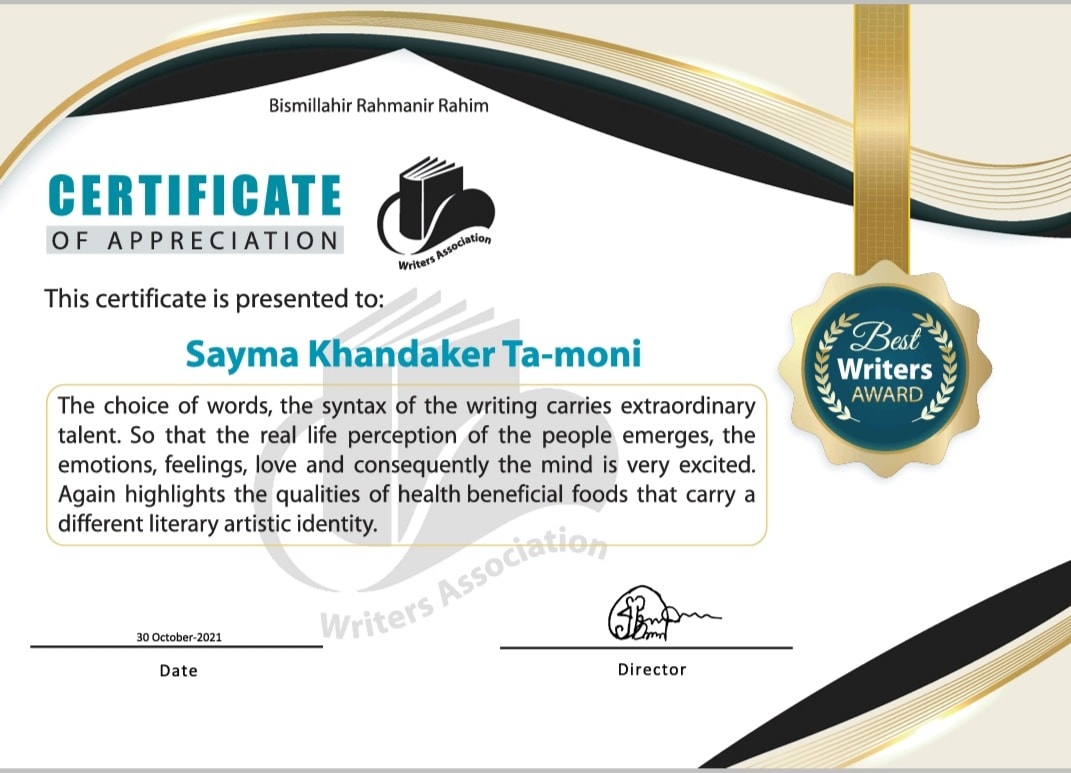 Bismillahir Rahmanir Rahim
CERTIFICATE
OF APPRECIATION
Writers Association
This certificate is presented to:
Sayma Khandaker Ta-moni
The choice of words, the syntax of the writing carries extraordinary
talent. So that the real life perception of the people emerges, the
emotions, feelings, love and consequently the mind is very excited.
Again highlights the qualities of health beneficial foods that carry a
different literary artistic identity.
Best
Writers
AWARD
Writers Association
30 October-2021
Date
Director